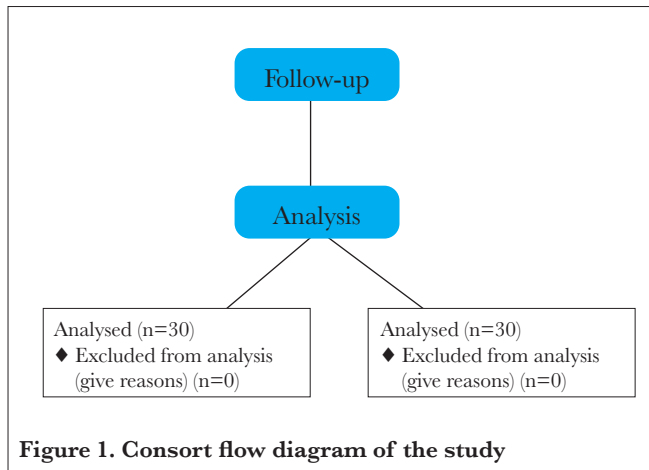 Follow-up
Analysis
Analysed (n=30)
♦ Excluded from analysis
(give reasons) (n=0)
Analysed (n=30)
♦ Excluded from analysis
(give reasons) (n=0)
Figure 1. Consort flow diagram of the study